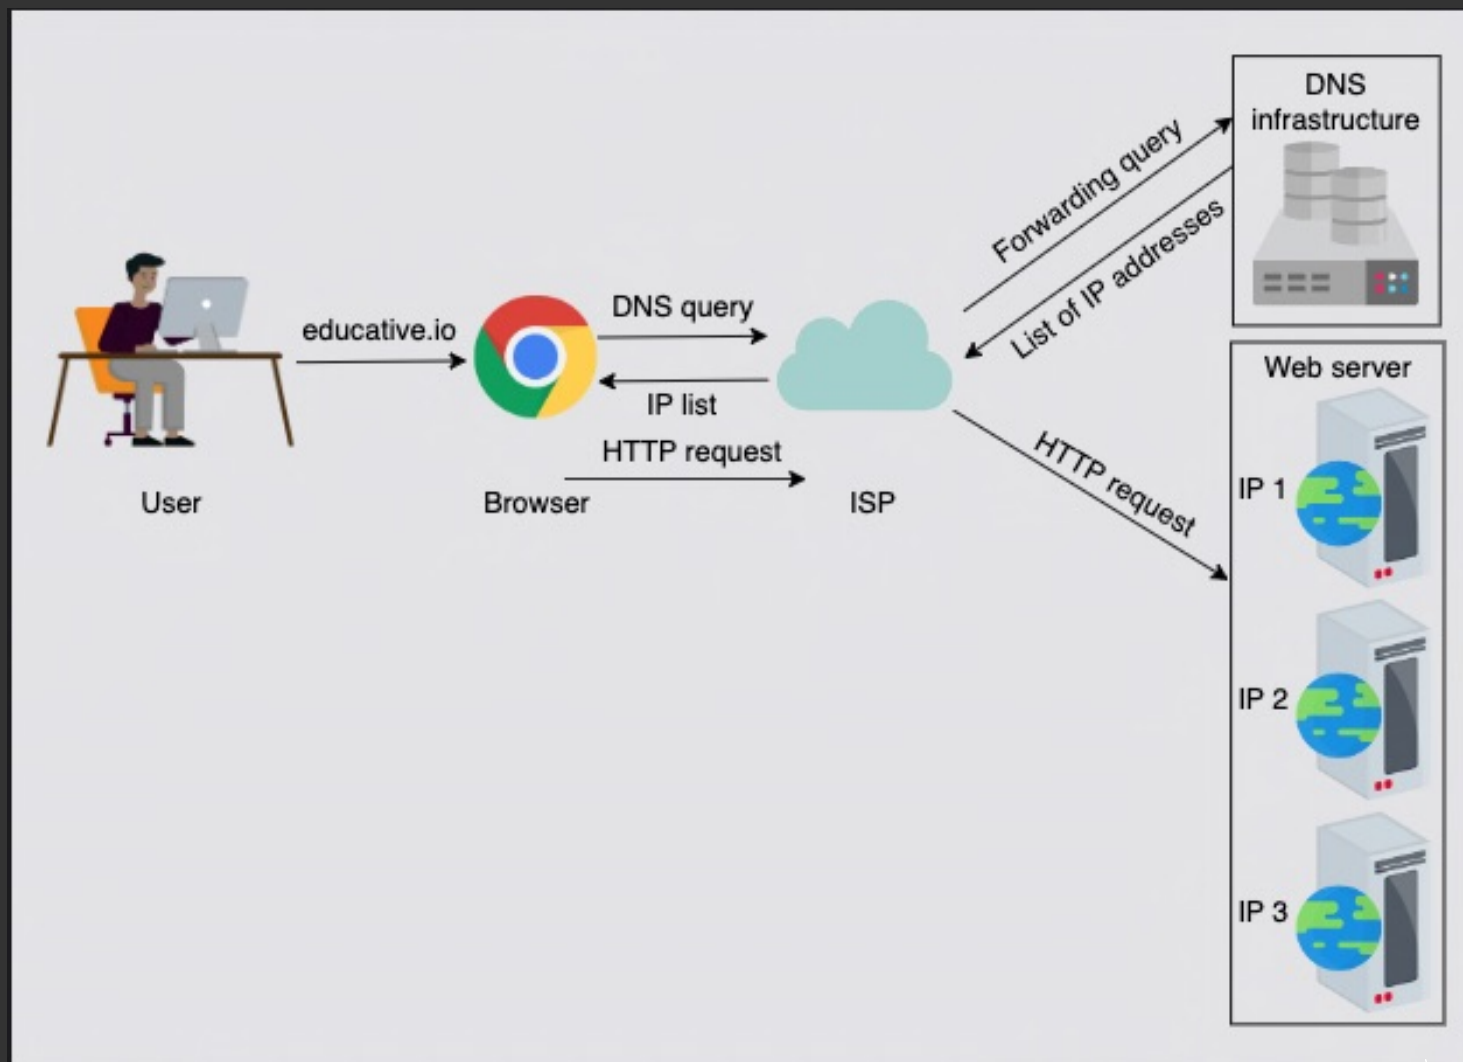 DNS
infrastructure
Forwarding query
List of IP addresses
educative.io
DNS query
IP list
HTTP request
User
Browser
ISP
HTTP request
Web server
IP 1
IP 2
IP 3